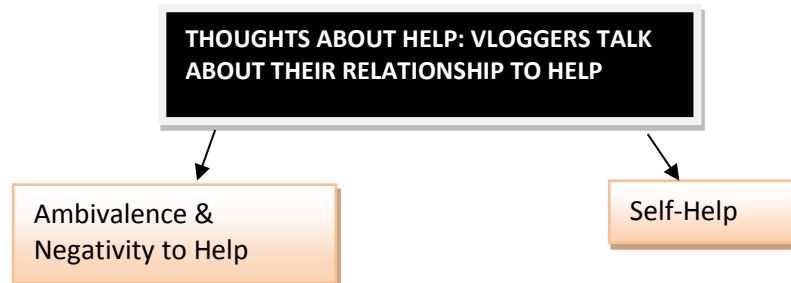 THOUGHTS ABOUT HELP: VLOGGERS TALK
ABOUT THEIR RELATIONSHIP TO HELP
Ambivalence &
Negativity to Help
Self-Help